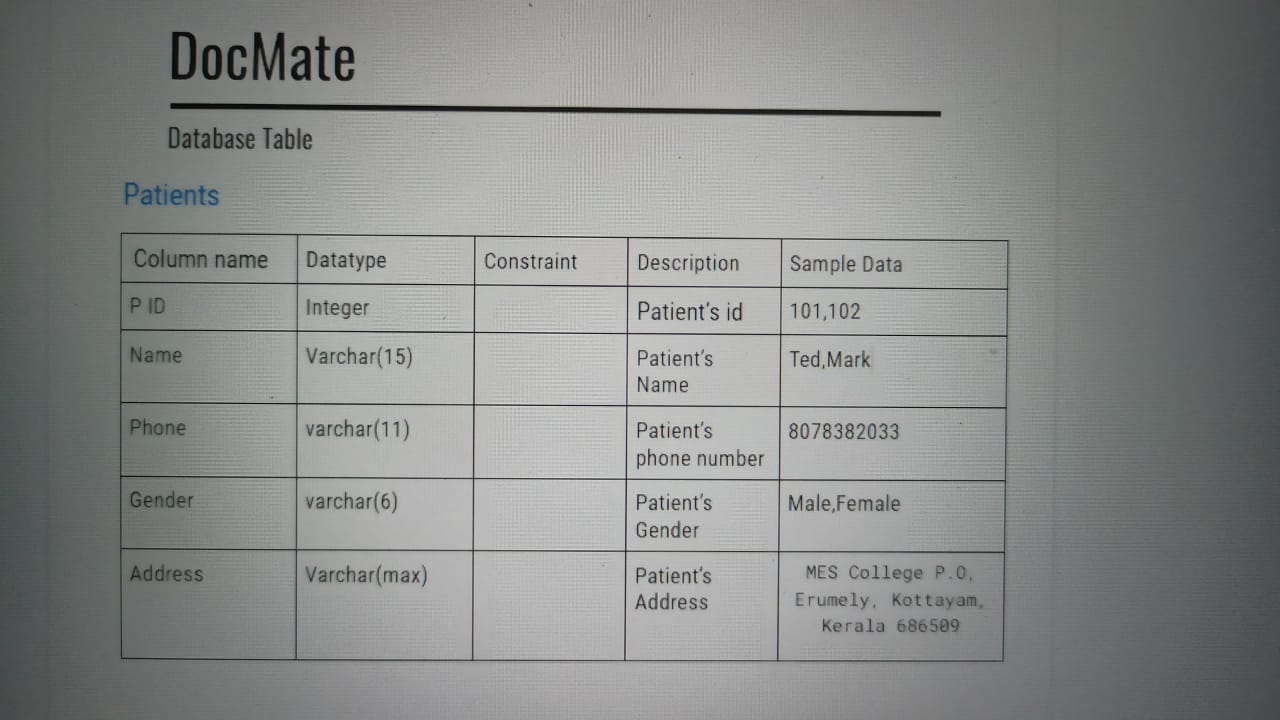 DocMate
Database Table
Patients
Column name Datatype Constraint Description Sample Data
P ID Integer Patient's id 101,102
Name Varchar(15) Patient's Name Ted,Mark
Phone varchar(11) Patient's phone number 8078382033
Gender varchar(6) Patient's Gender Male,Female
Address Varchar(max) Patient's Address MES College P.O,
Erumely, Kottayam,
Kerala 686509